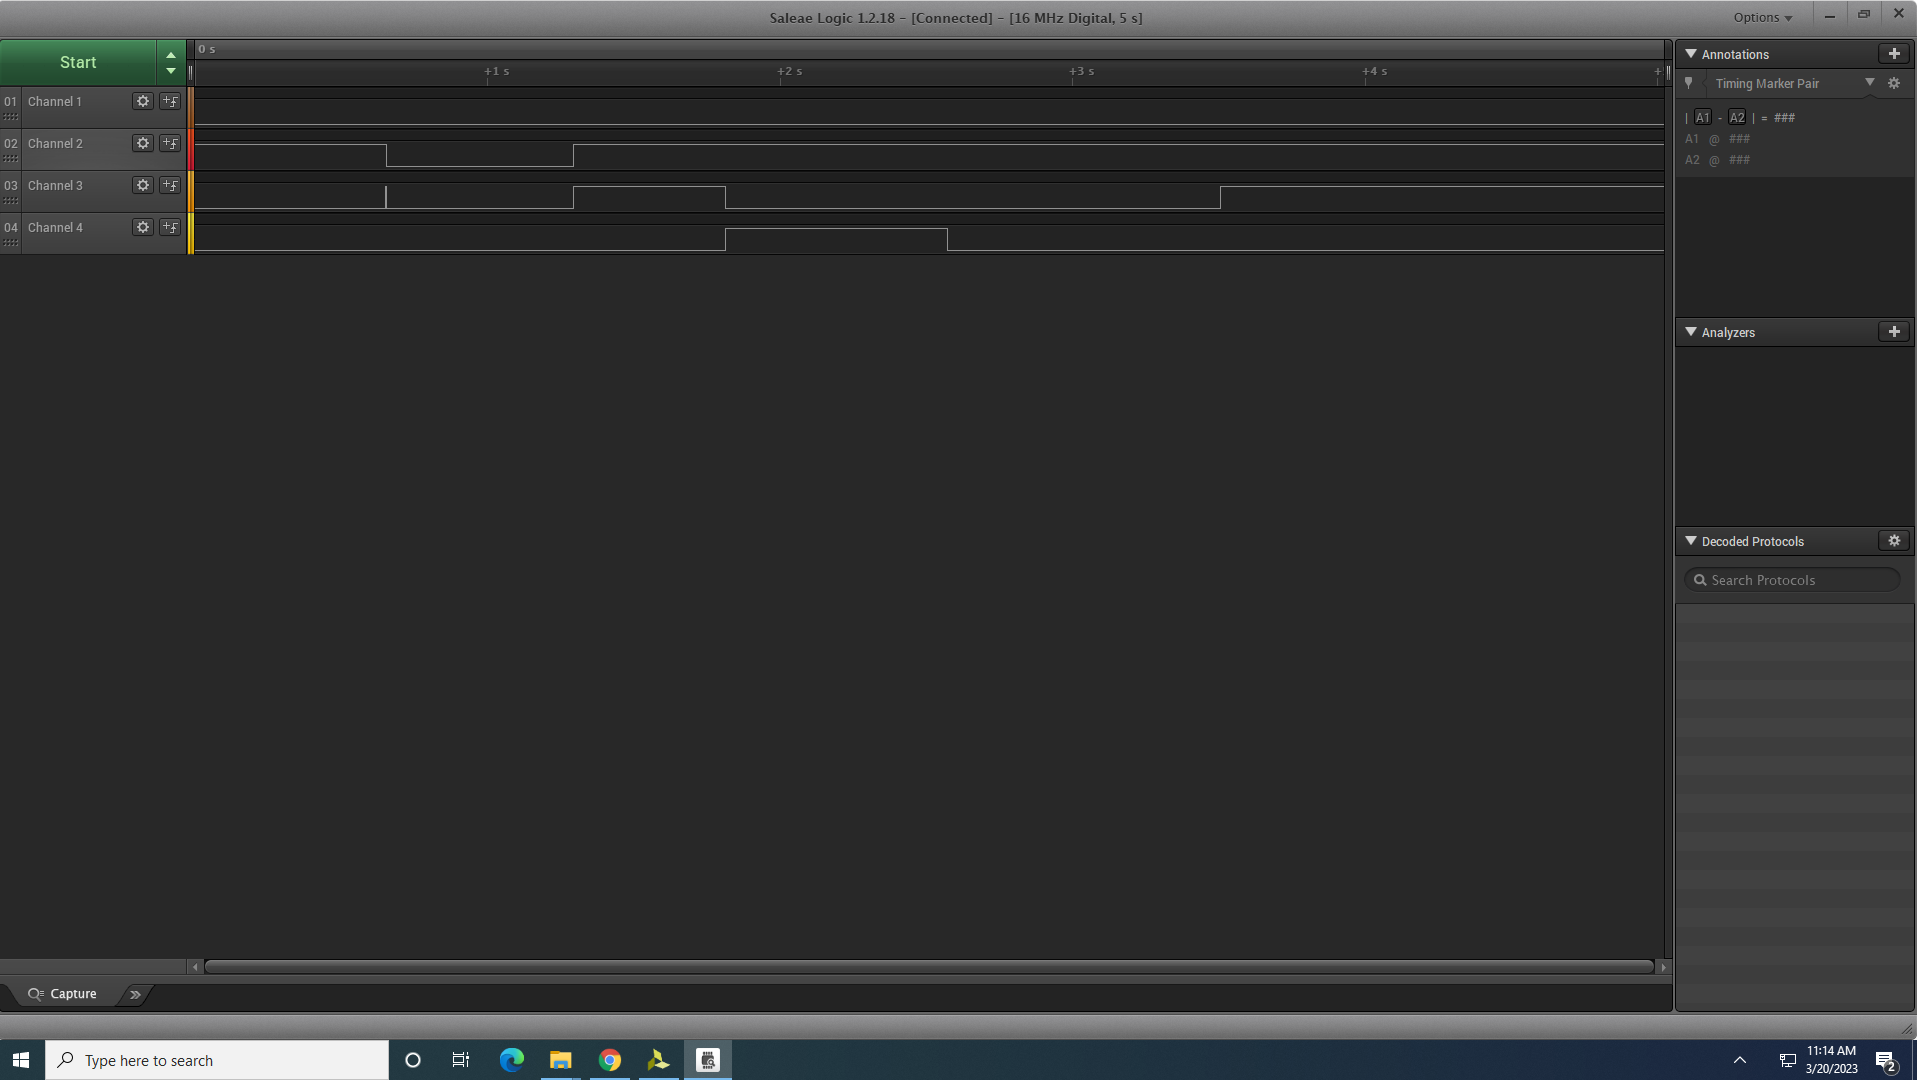 Saleae Logic 1.2.18 - [Connected] - [16 MHz Digital, 5 s]
Options
Start
0 s
+1 s
+2 s
+3 s
+4 s
01 Channel 1
02 Channel 2
03 Channel 3
04 Channel 4
Annotations
Timing Marker Pair
| A1 - A2 | = ###
A1 @ ###
A2 @ ###
Analyzers
Decoded Protocols
Search Protocols
Capture
Type here to search
11:14 AM
3/20/2023
2